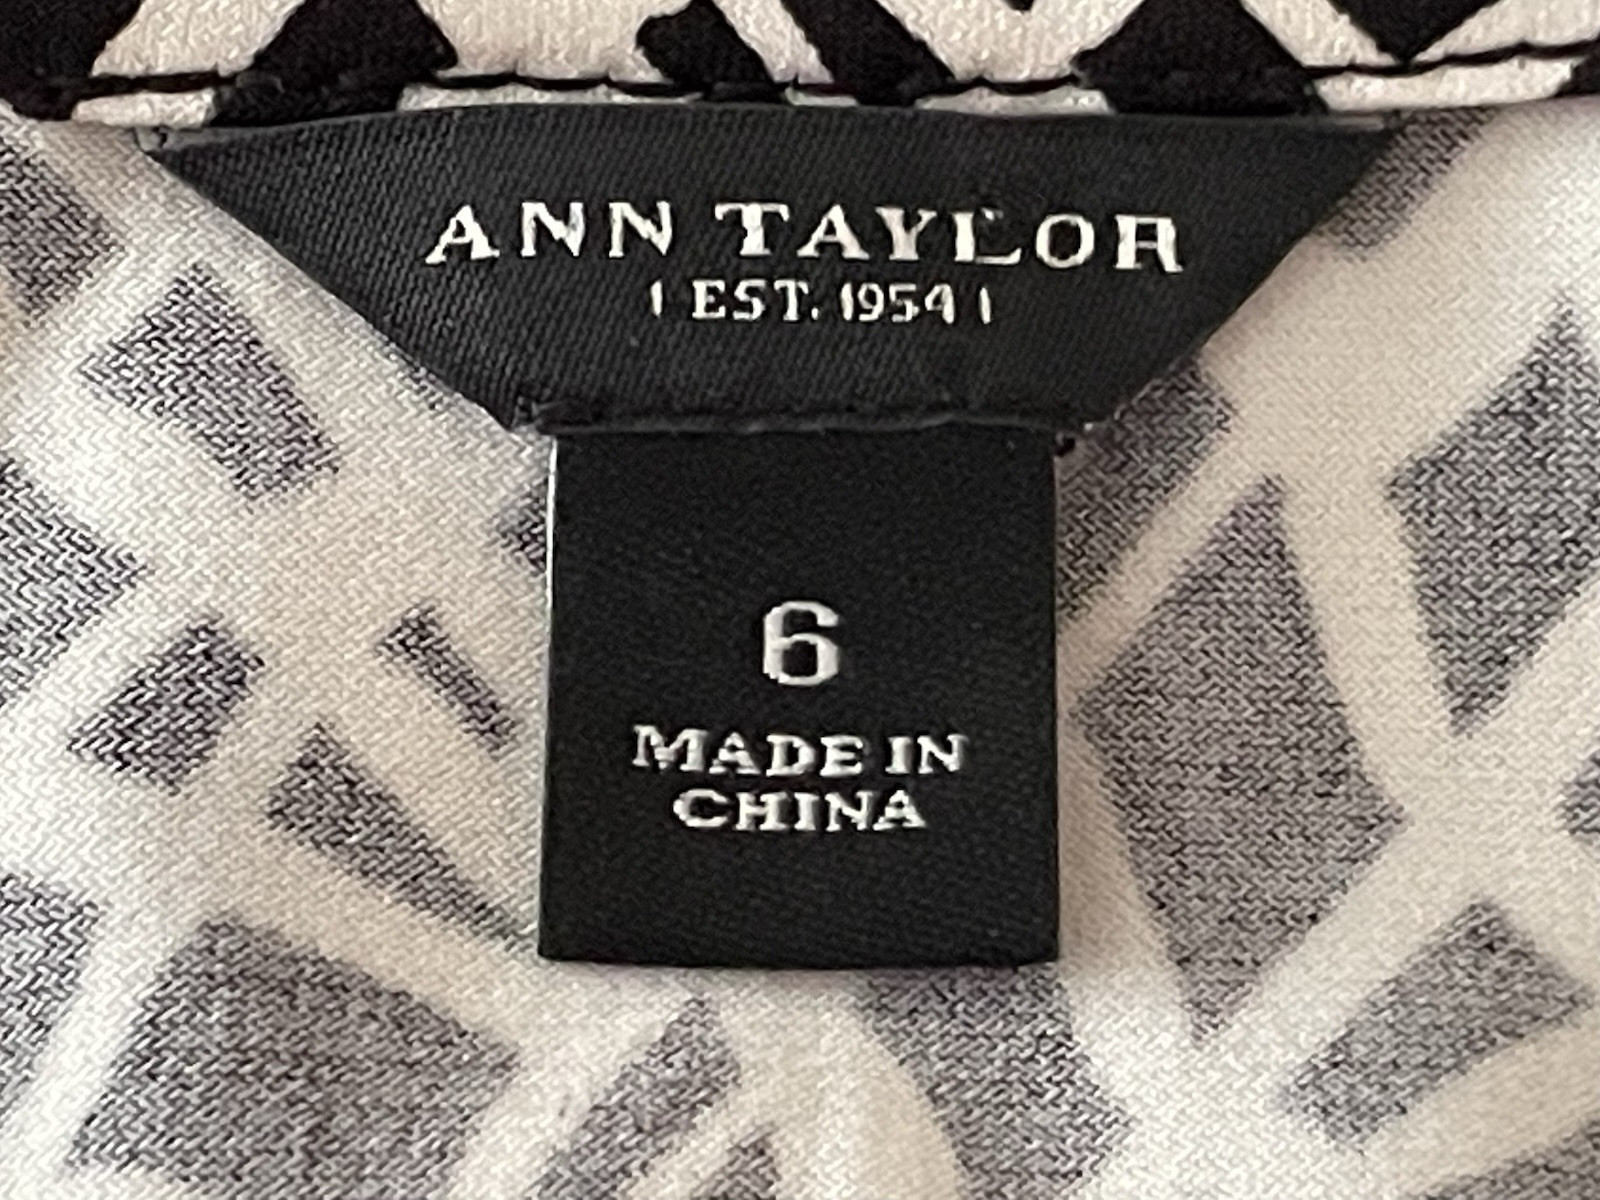 ANN TAYLOR
| EST. 1954 |
6
MADE IN
CHINA